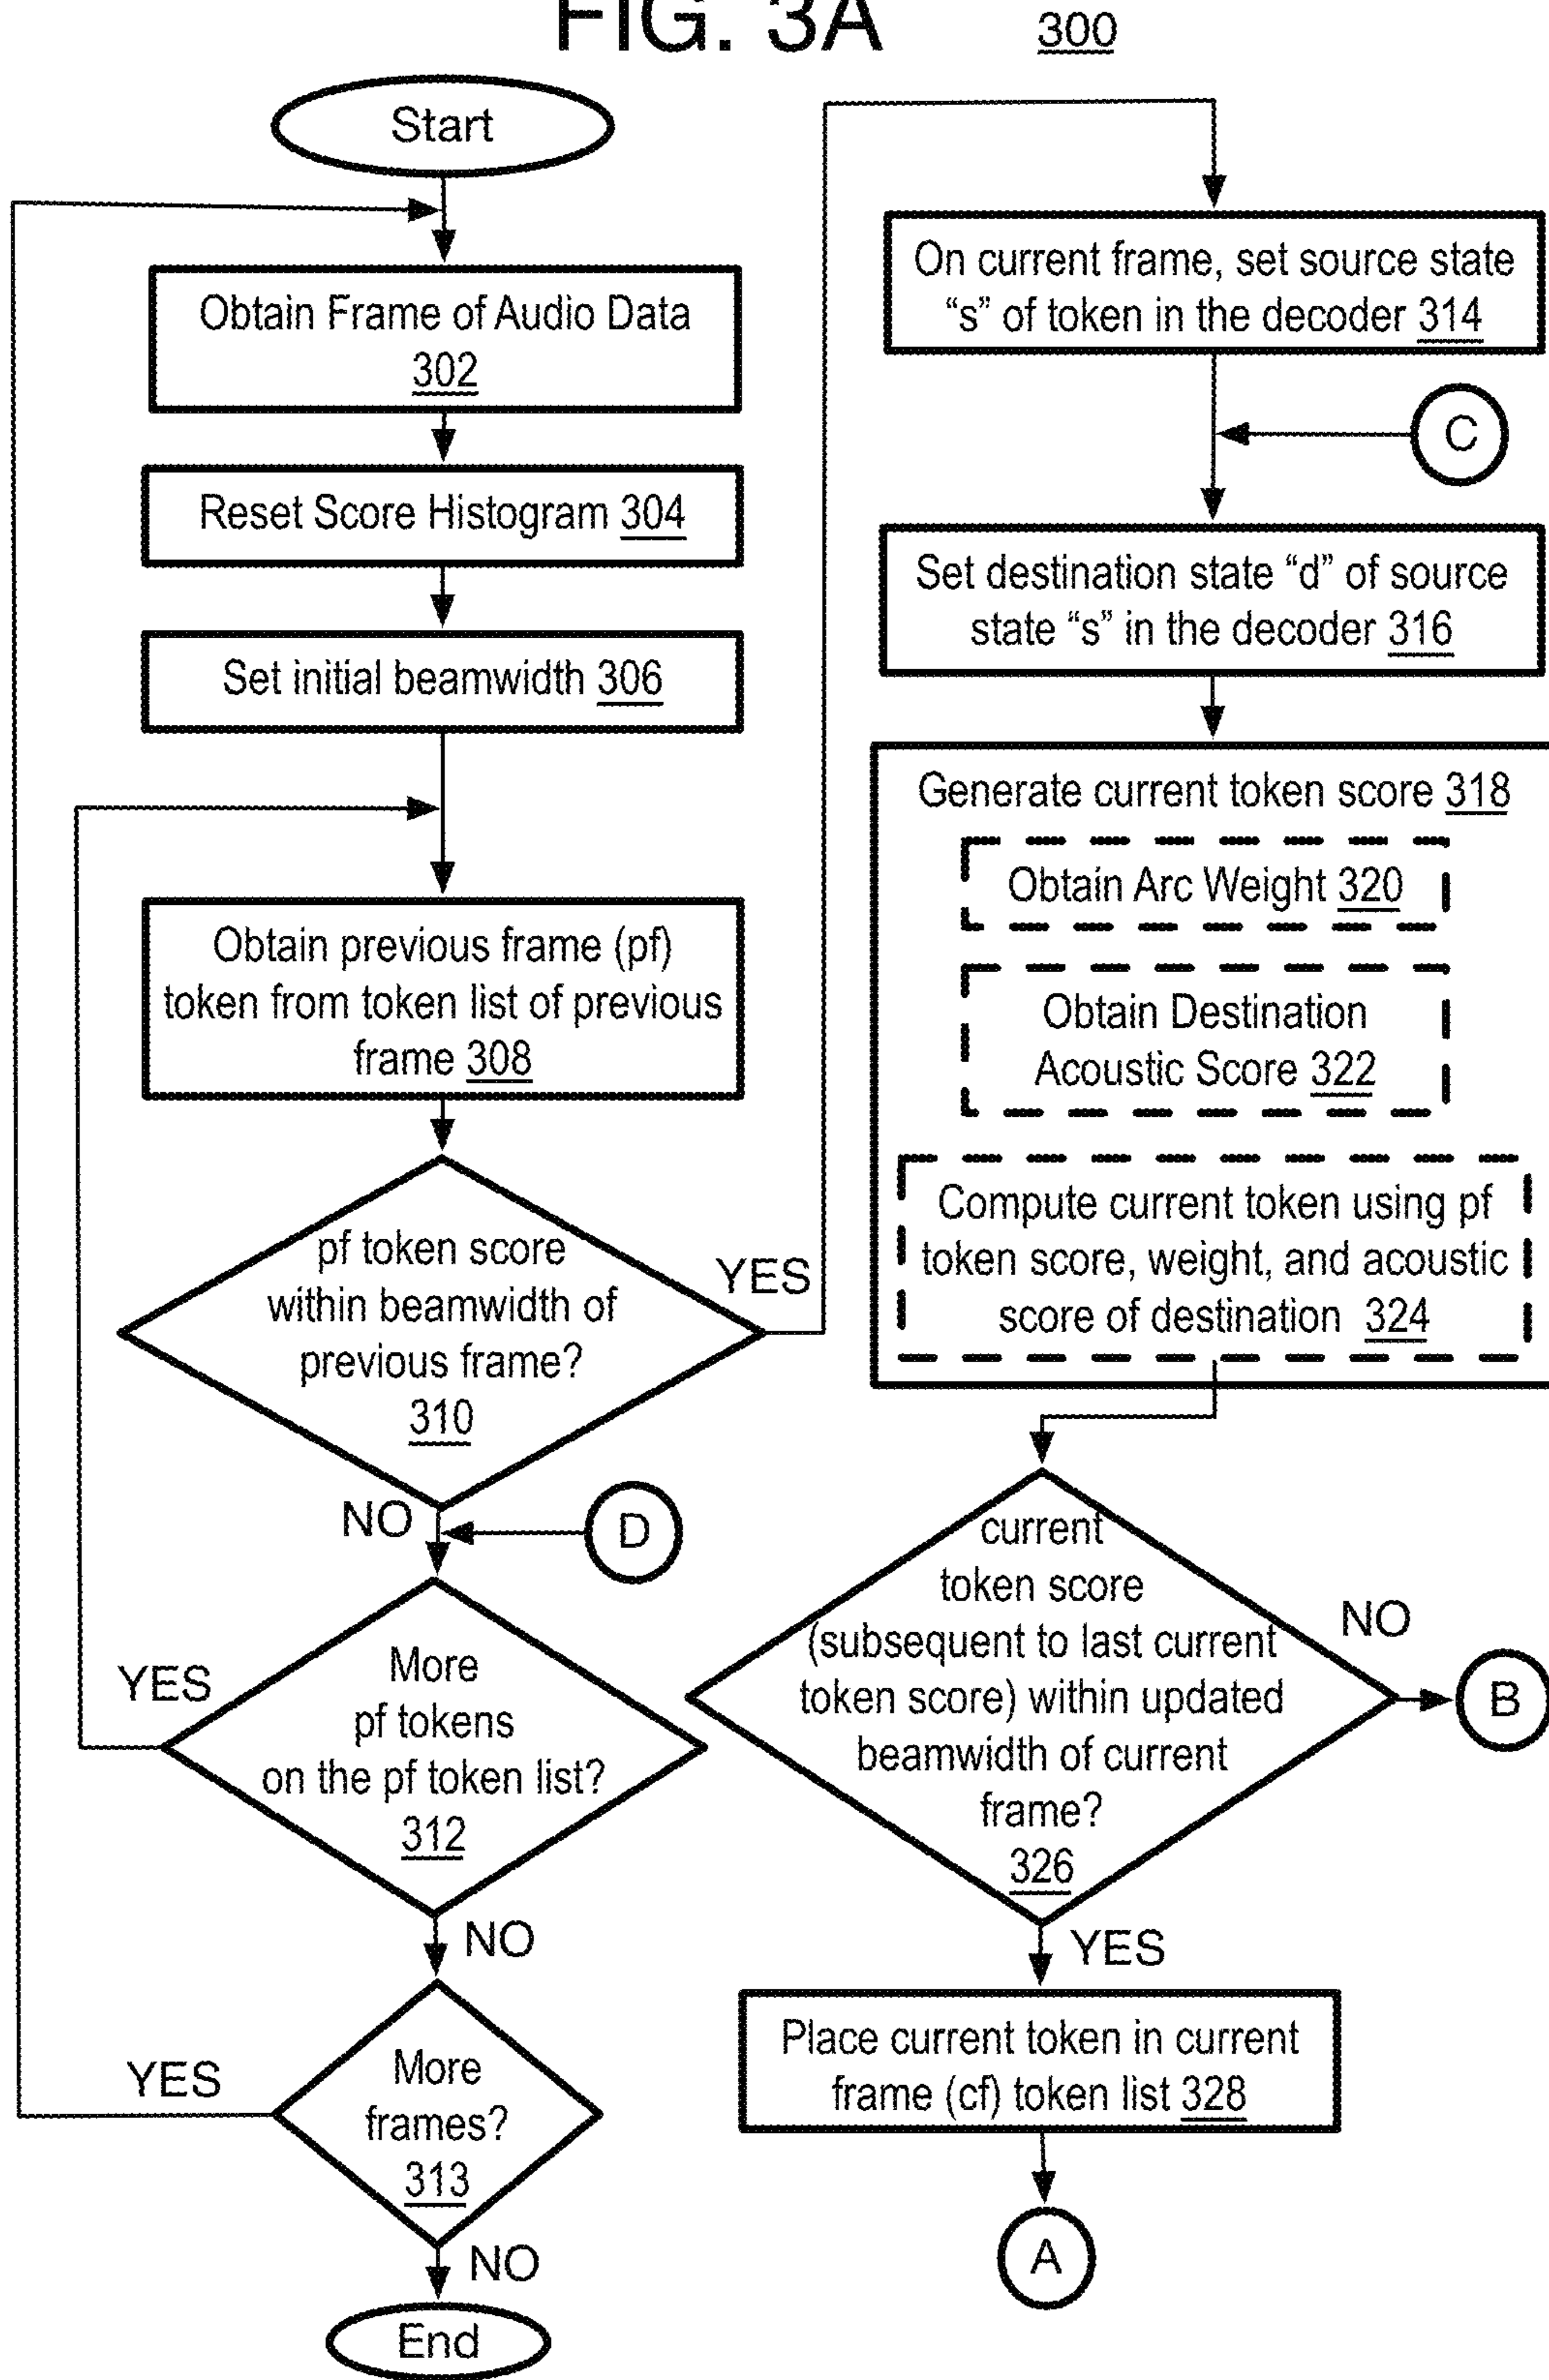 FIG. 3A
300
Start
Obtain Frame of Audio Data
302
Reset Score Histogram 304
Set initial beamwidth 306
Obtain previous frame (pf)
token from token list of previous
frame 308
pf token score
within beamwidth of
previous frame?
310
YES
NO
D
More
pf tokens
on the pf token list?
312
YES
NO
More
frames?
313
YES
NO
End
On current frame, set source state
“s” of token in the decoder 314
C
Set destination state “d” of source
state “s” in the decoder 316
Generate current token score 318
Obtain Arc Weight 320
Obtain Destination
Acoustic Score 322
Compute current token using pf
token score, weight, and acoustic
score of destination 324
current
token score
(subsequent to last current
token score) within updated
beamwidth of current
frame?
326
NO
B
YES
Place current token in current
frame (cf) token list 328
A